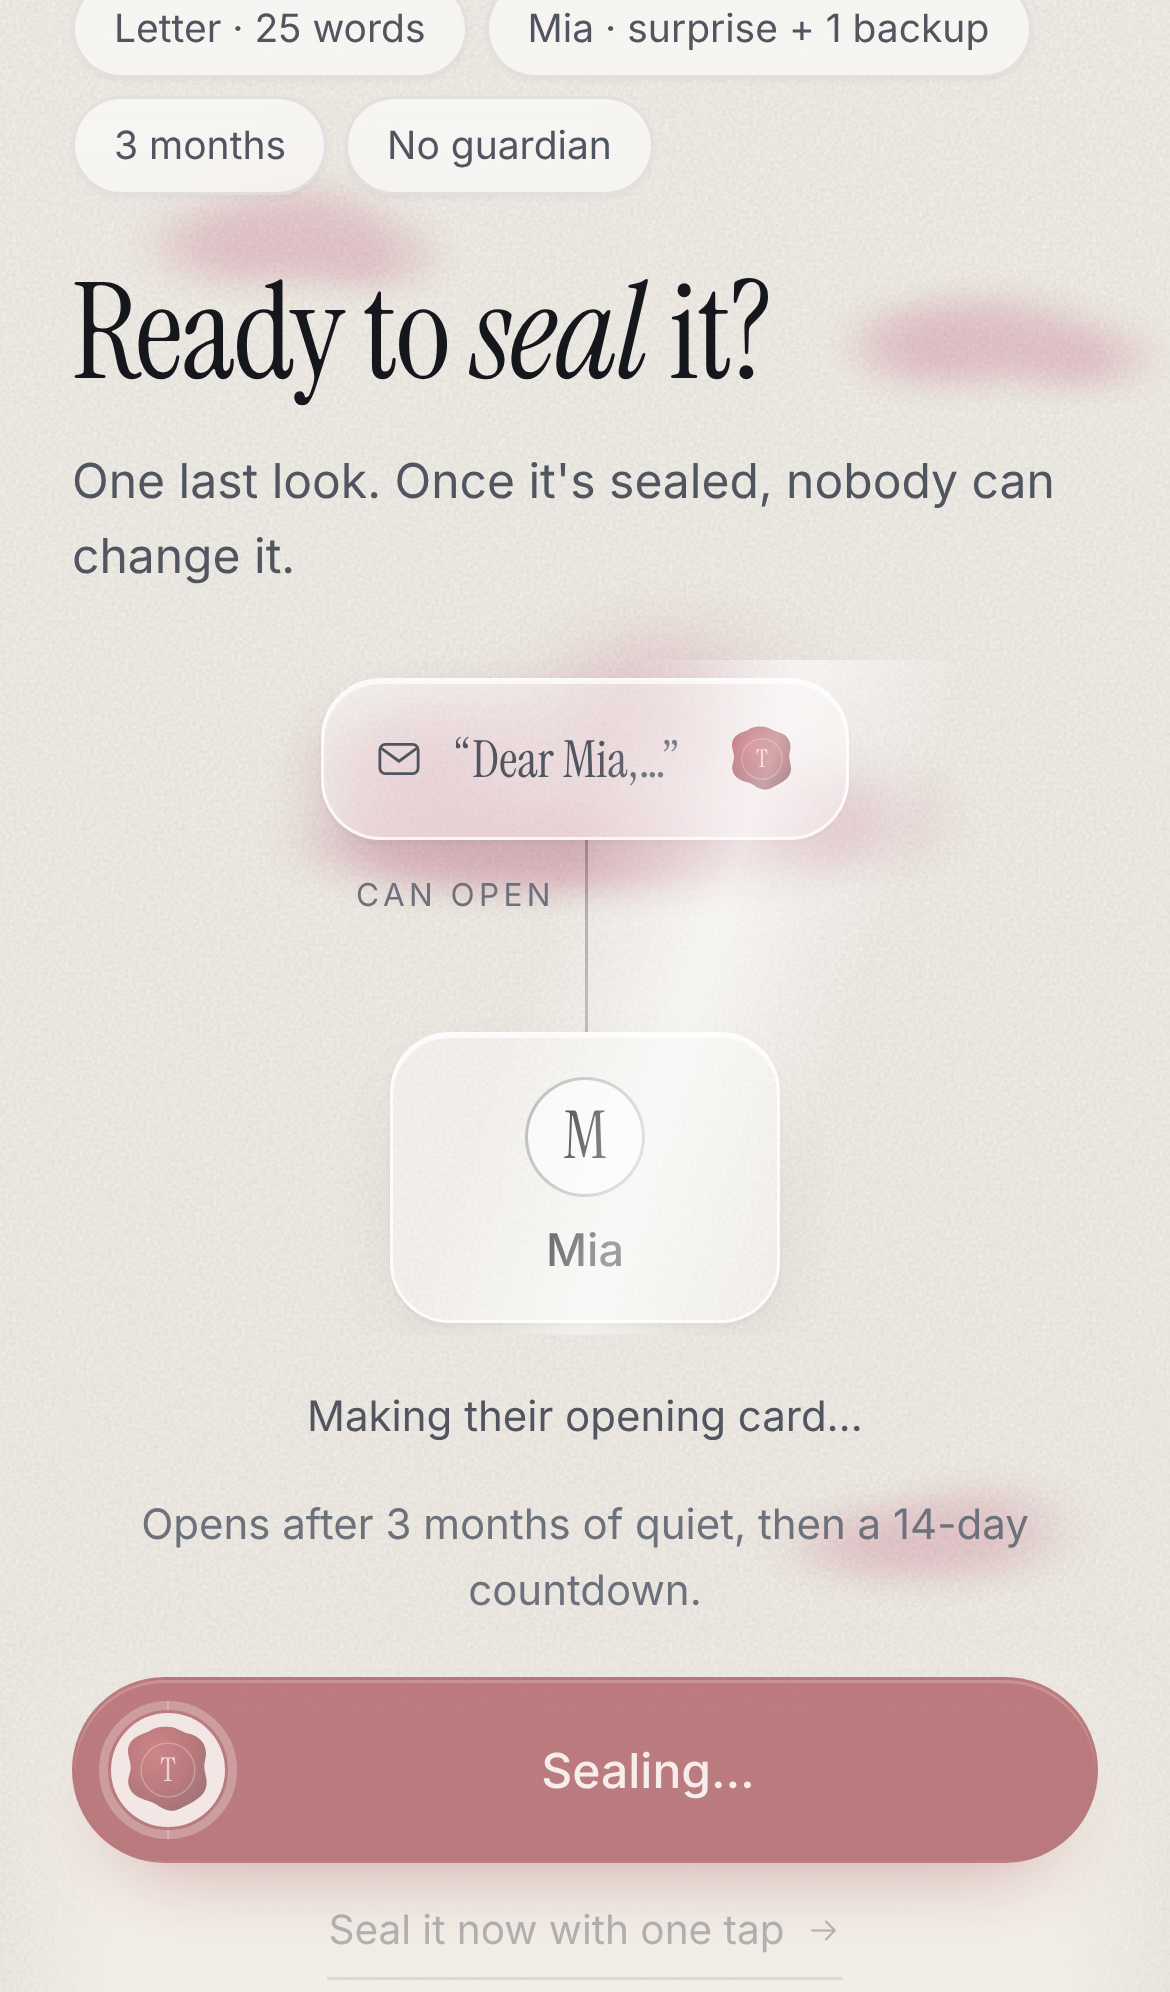 Letter · 25 words
Mia · surprise + 1 backup
3 months
No guardian
Ready to seal it?
One last look. Once it's sealed, nobody can
change it.
“Dear Mia,...”
T
CAN OPEN
M
Mia
Making their opening card...
Opens after 3 months of quiet, then a 14-day
countdown.
T
Sealing...
Seal it now with one tap →